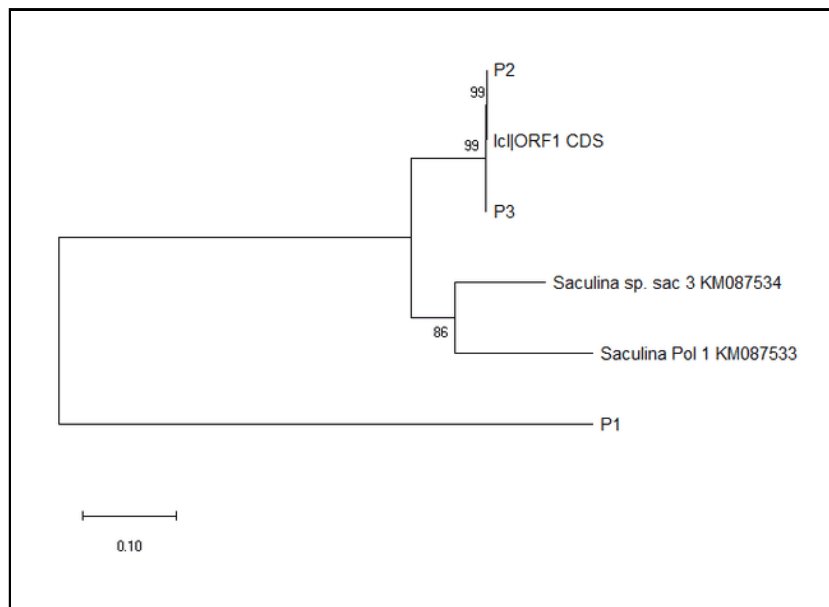 P2
99
lcl|ORF1 CDS
99
P3
Saculina sp. sac 3 KM087534
86
Saculina Pol 1 KM087533
P1
0.10